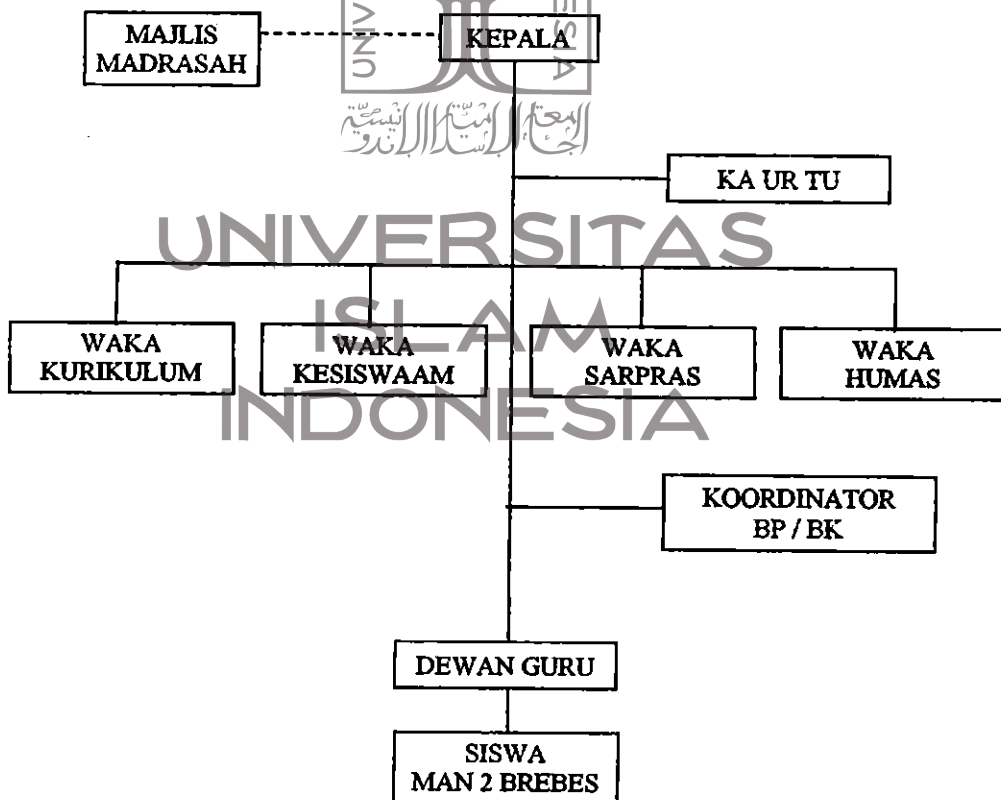 MAJLIS
MADRASAH
KEPALA
KA UR TU
UNIVERSITAS
ISLAM
INDONESIA
WAKA
KURIKULUM
WAKA
KESISWAAM
WAKA
SARPRAS
WAKA
HUMAS
KOORDINATOR
BP / BK
DEWAN GURU
SISWA
MAN 2 BREBES